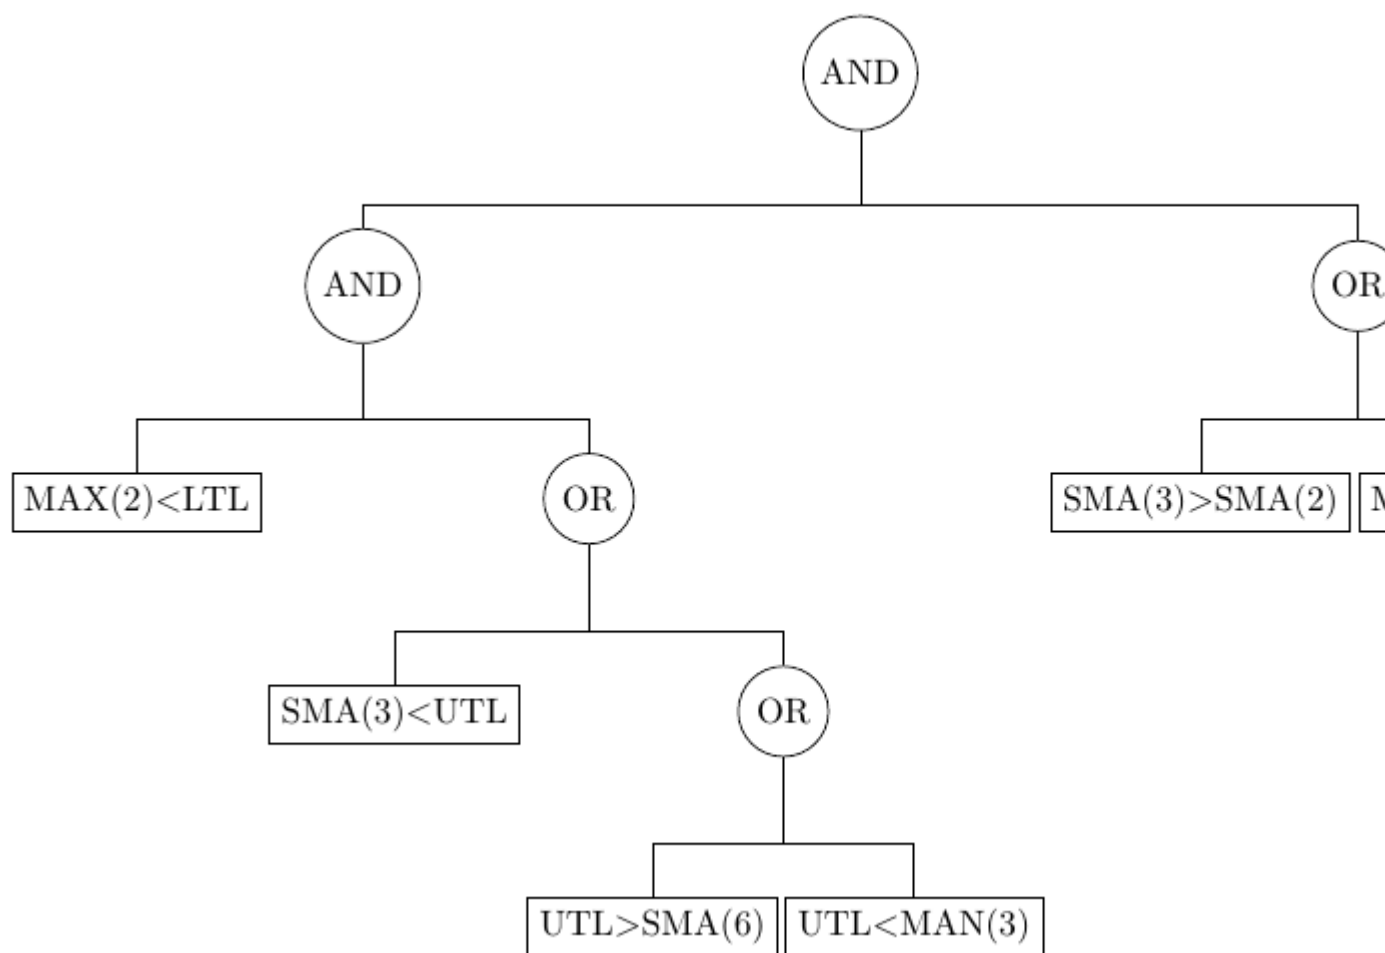 AND
AND
OR
MAX(2)<LTL
OR
SMA(3)>SMA(2)
SMA(3)<UTL
OR
UTL>SMA(6)
UTL<MAN(3)